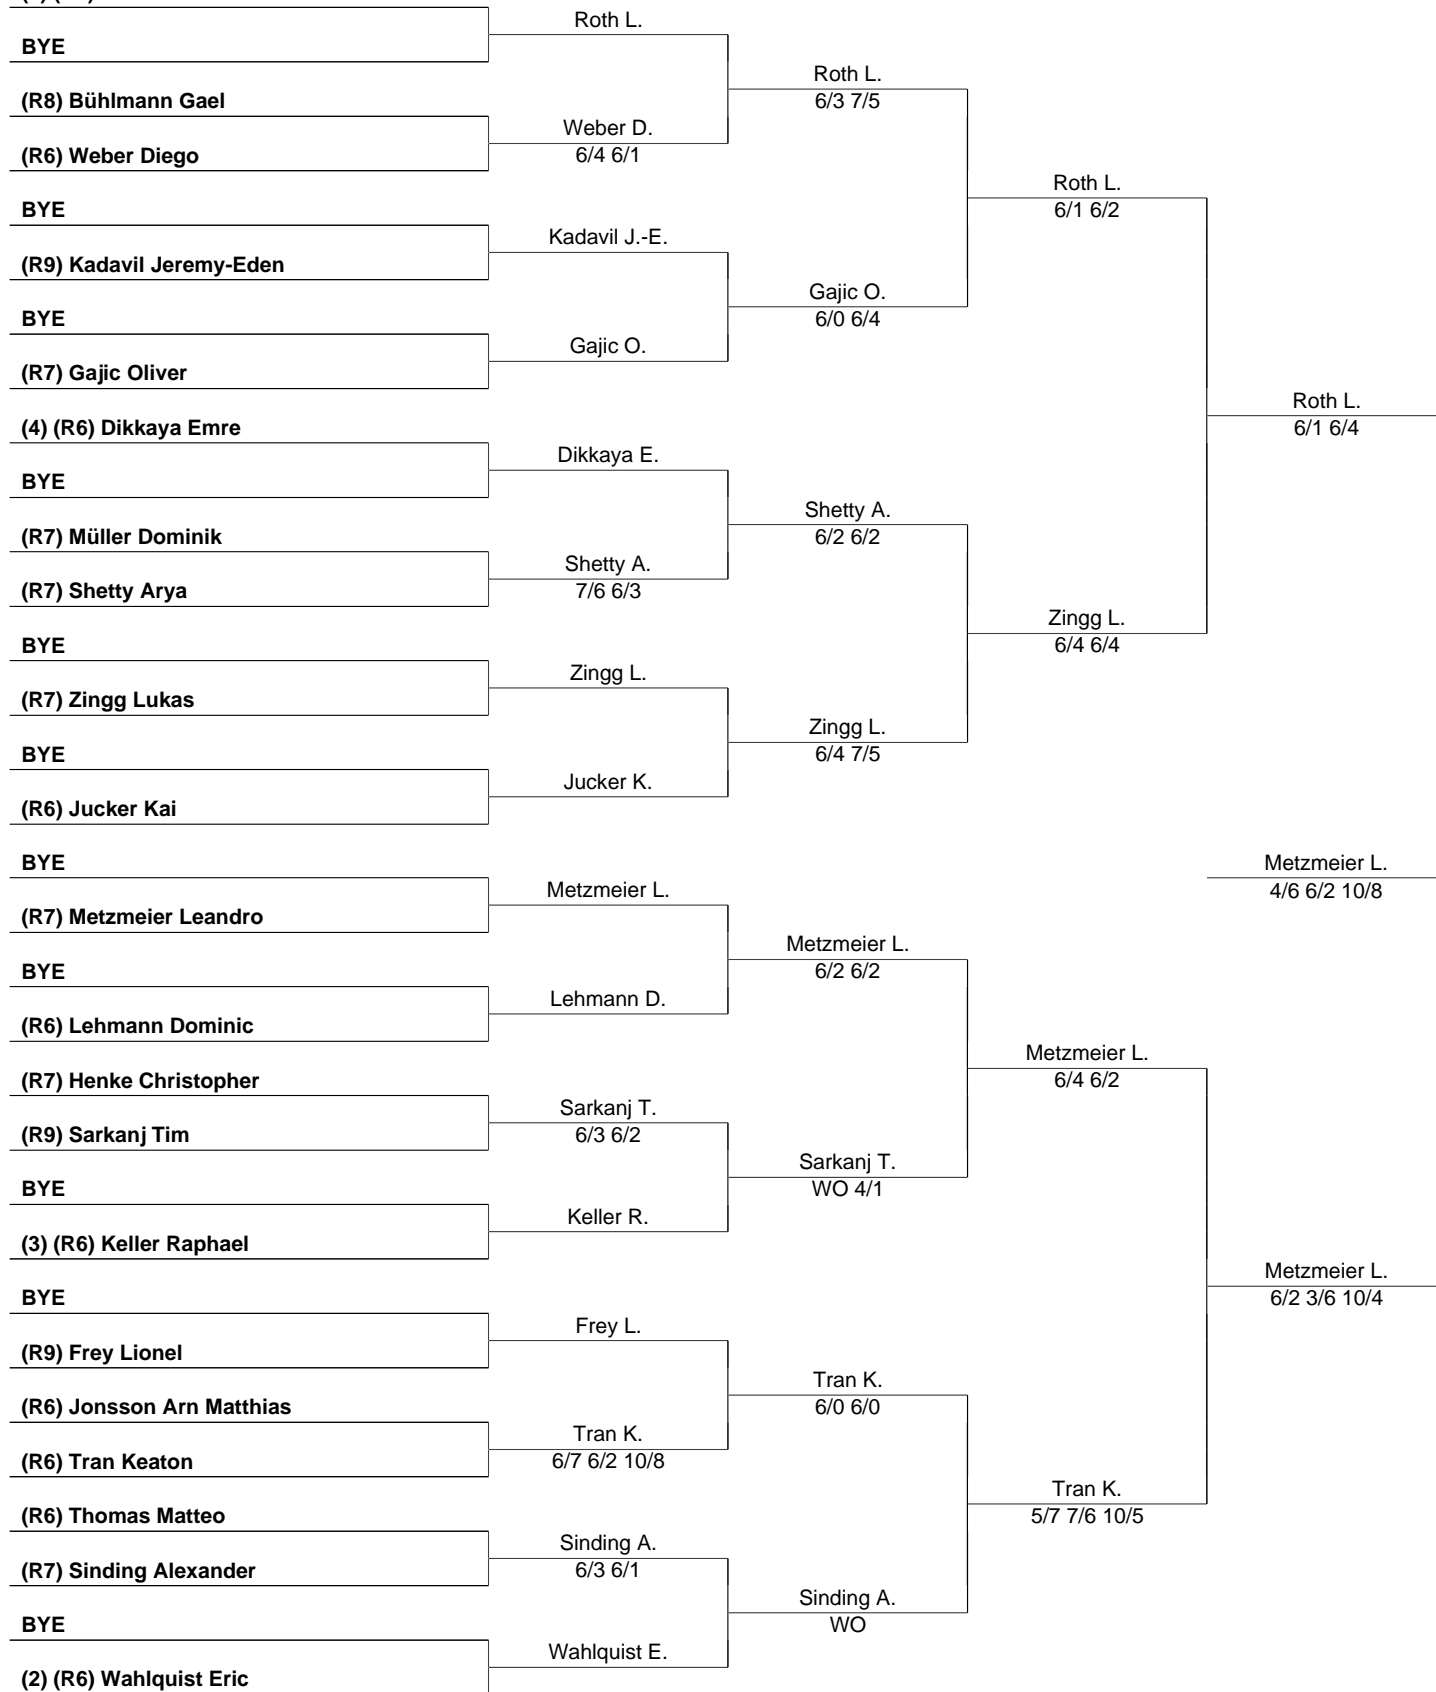 BYE
(R8) Bühlmann Gael
(R6) Weber Diego
BYE
(R9) Kadavil Jeremy-Eden
BYE
(R7) Gajic Oliver
(4) (R6) Dikkaya Emre
BYE
(R7) Müller Dominik
(R7) Shetty Arya
BYE
(R7) Zingg Lukas
BYE
(R6) Jucker Kai
BYE
(R7) Metzmeier Leandro
BYE
(R6) Lehmann Dominic
(R7) Henke Christopher
(R9) Sarkanj Tim
BYE
(3) (R6) Keller Raphael
BYE
(R9) Frey Lionel
(R6) Jonsson Arn Matthias
(R6) Tran Keaton
(R6) Thomas Matteo
(R7) Sinding Alexander
BYE
(2) (R6) Wahlquist Eric
Roth L.
Weber D.
6/4 6/1
Kadavil J.-E.
Gajic O.
Dikkaya E.
Shetty A.
7/6 6/3
Zingg L.
Jucker K.
Metzmeier L.
Lehmann D.
Sarkanj T.
6/3 6/2
Keller R.
Frey L.
Tran K.
6/7 6/2 10/8
Sinding A.
6/3 6/1
Wahlquist E.
Roth L.
6/3 7/5
Gajic O.
6/0 6/4
Shetty A.
6/2 6/2
Zingg L.
6/4 7/5
Metzmeier L.
6/2 6/2
Sarkanj T.
WO 4/1
Tran K.
6/0 6/0
Sinding A.
WO
Roth L.
6/1 6/2
Zingg L.
6/4 6/4
Metzmeier L.
6/4 6/2
Tran K.
5/7 7/6 10/5
Roth L.
6/1 6/4
Metzmeier L.
4/6 6/2 10/8
Metzmeier L.
6/2 3/6 10/4